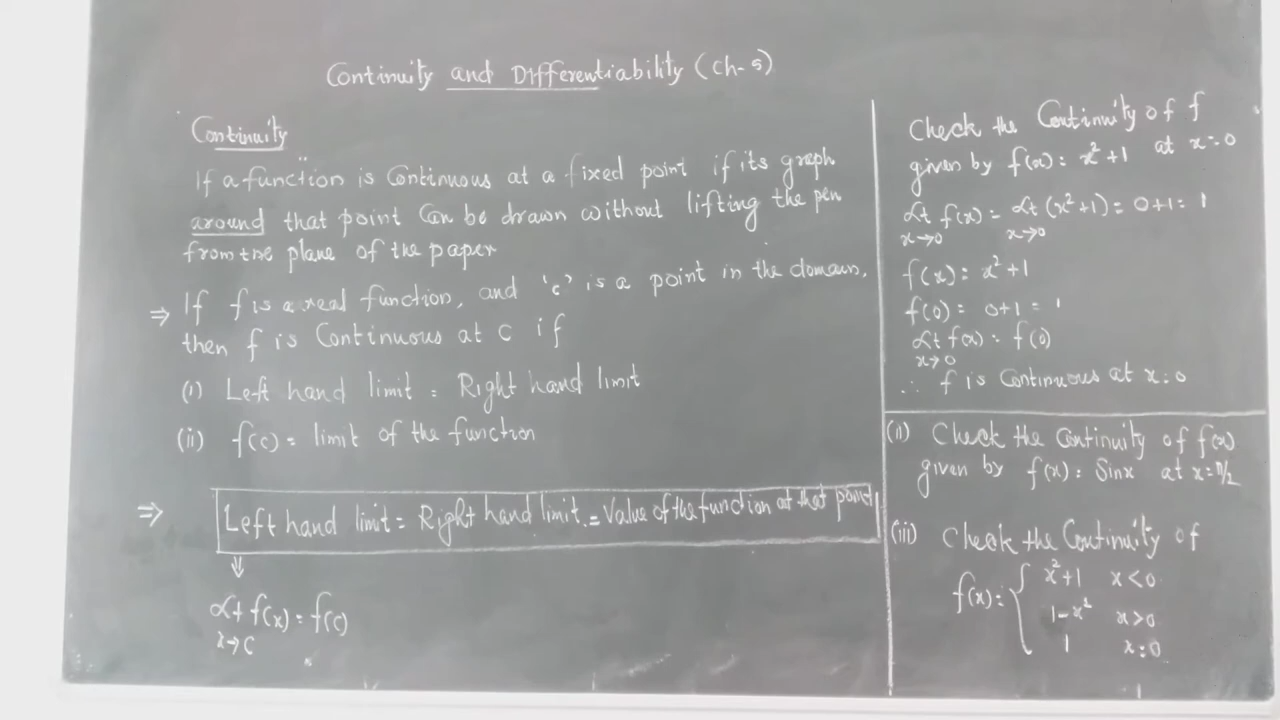 Continuity and Differentiability (Ch-5)
Continuity
If a function is Continuous at a fixed point if its graph
around that point Can be drawn without lifting the pen
from the plane of the paper
⇒ If f is a real function, and 'c' is a point in the domain,
then f is Continuous at C if
(i) Left hand limit = Right hand limit
(ii) f(c) = limit of the function
⇒ Left hand limit = Right hand limit = Value of the function at that point
⇓
Lt f(x) = f(c)
x→c
Check the Continuity of f
given by f(x) = x²+1 at x=0
Lt f(x) = Lt (x²+1) = 0+1 = 1
x→0 x→0
f(x) = x²+1
f(0) = 0+1 = 1
Lt f(x) = f(0)
x→0
∴ f is Continuous at x=0
(ii) Check the Continuity of f(x)
given by f(x) = Sinx at x=π/2
(iii) Check the Continuity of
f(x) = { x²+1 x<0
1-x² x>0
1 x=0